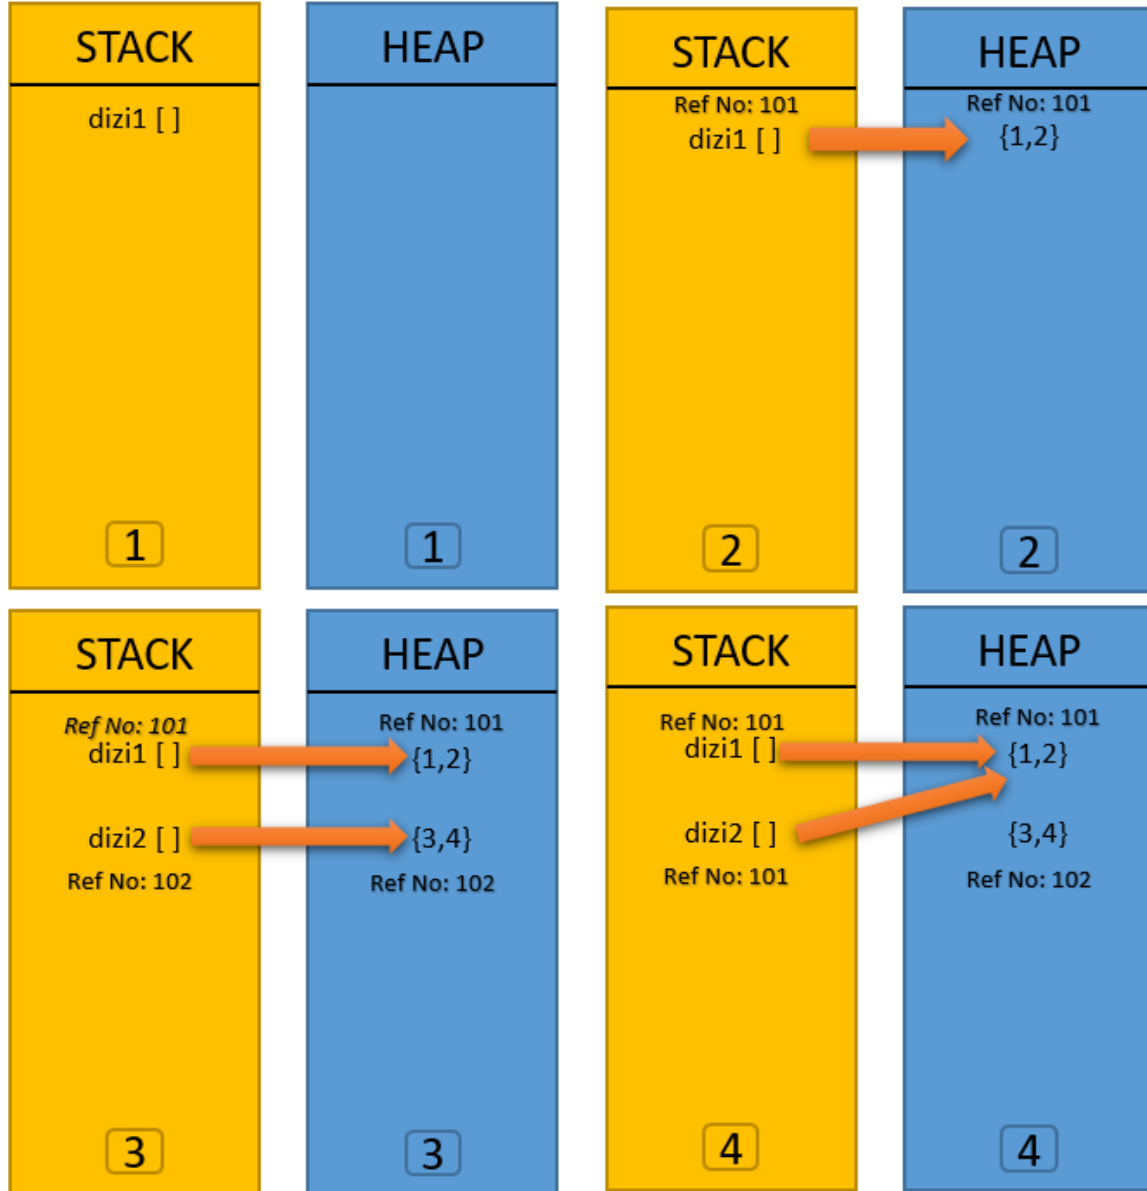 STACK
dizi1 [ ]
1
HEAP
1
STACK
Ref No: 101
dizi1 [ ]
2
HEAP
Ref No: 101
{1,2}
2
STACK
Ref No: 101
dizi1 [ ]
dizi2 [ ]
Ref No: 102
3
HEAP
Ref No: 101
{1,2}
{3,4}
Ref No: 102
3
STACK
Ref No: 101
dizi1 [ ]
dizi2 [ ]
Ref No: 101
4
HEAP
Ref No: 101
{1,2}
{3,4}
Ref No: 102
4